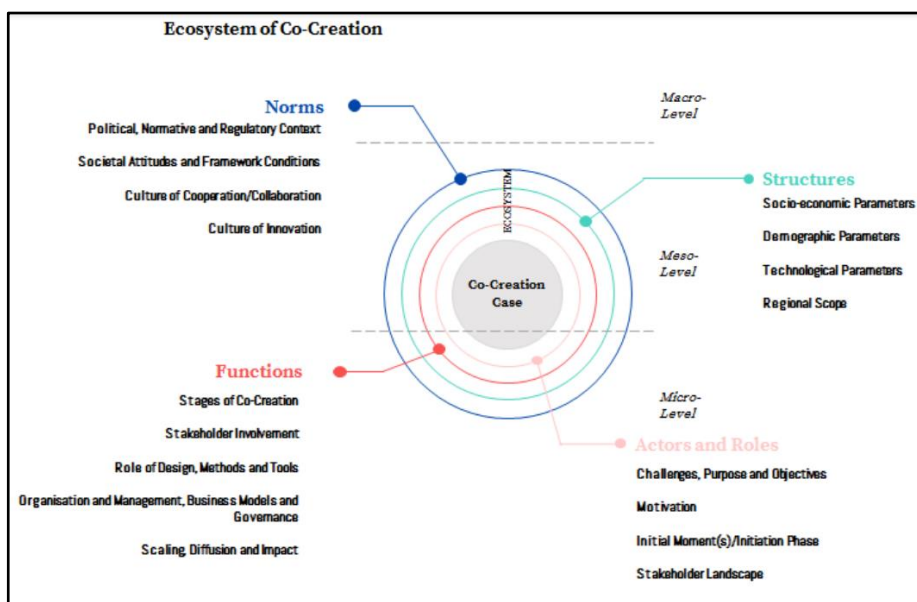 Ecosystem of Co-Creation
Norms
Political, Normative and Regulatory Context
Societal Attitudes and Framework Conditions
Culture of Cooperation/Collaboration
Culture of Innovation
Macro-
Level
ECOSYSTEM
Structures
Socio-economic Parameters
Demographic Parameters
Technological Parameters
Regional Scope
Meso-
Level
Co-Creation
Case
Functions
Stages of Co-Creation
Stakeholder Involvement
Role of Design, Methods and Tools
Organisation and Management, Business Models and
Governance
Scaling, Diffusion and Impact
Micro-
Level
Actors and Roles
Challenges, Purpose and Objectives
Motivation
Initial Moment(s)/Initiation Phase
Stakeholder Landscape